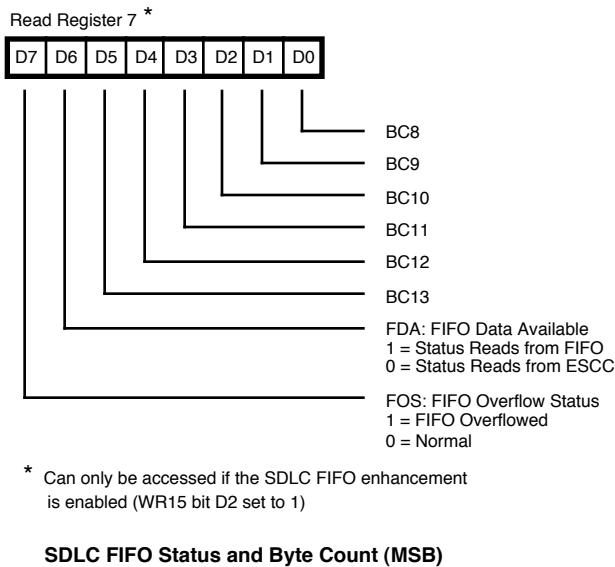 Read Register 7 *
D7 D6 D5 D4 D3 D2 D1 D0
BC8
BC9
BC10
BC11
BC12
BC13
FDA: FIFO Data Available
1 = Status Reads from FIFO
0 = Status Reads from ESCC
FOS: FIFO Overflow Status
1 = FIFO Overflowed
0 = Normal
* Can only be accessed if the SDLC FIFO enhancement
is enabled (WR15 bit D2 set to 1)
SDLC FIFO Status and Byte Count (MSB)